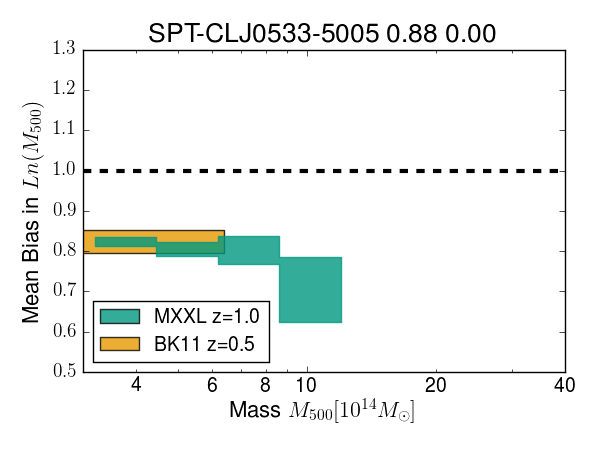 SPT-CLJ0533-5005 0.88 0.00
1.3
1.2
1.1
1.0
0.9
0.8
0.7
0.6
0.5
Mean Bias in Ln(M500)
MXXL z=1.0
BK11 z=0.5
4 6 8 10 20 40
Mass M500[10^14 M⊙]